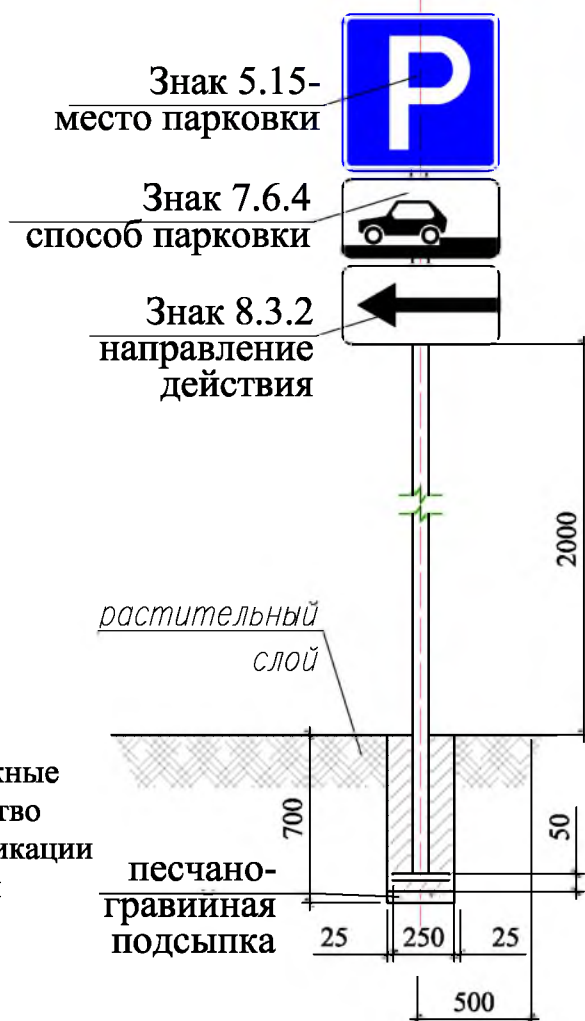 P
Знак 5.15-
место парковки
Знак 7.6.4
способ парковки
Знак 8.3.2
направление
действия
2000
растительный
слой
700
50
песчано-
гравийная
подсыпка
25 250 25
500